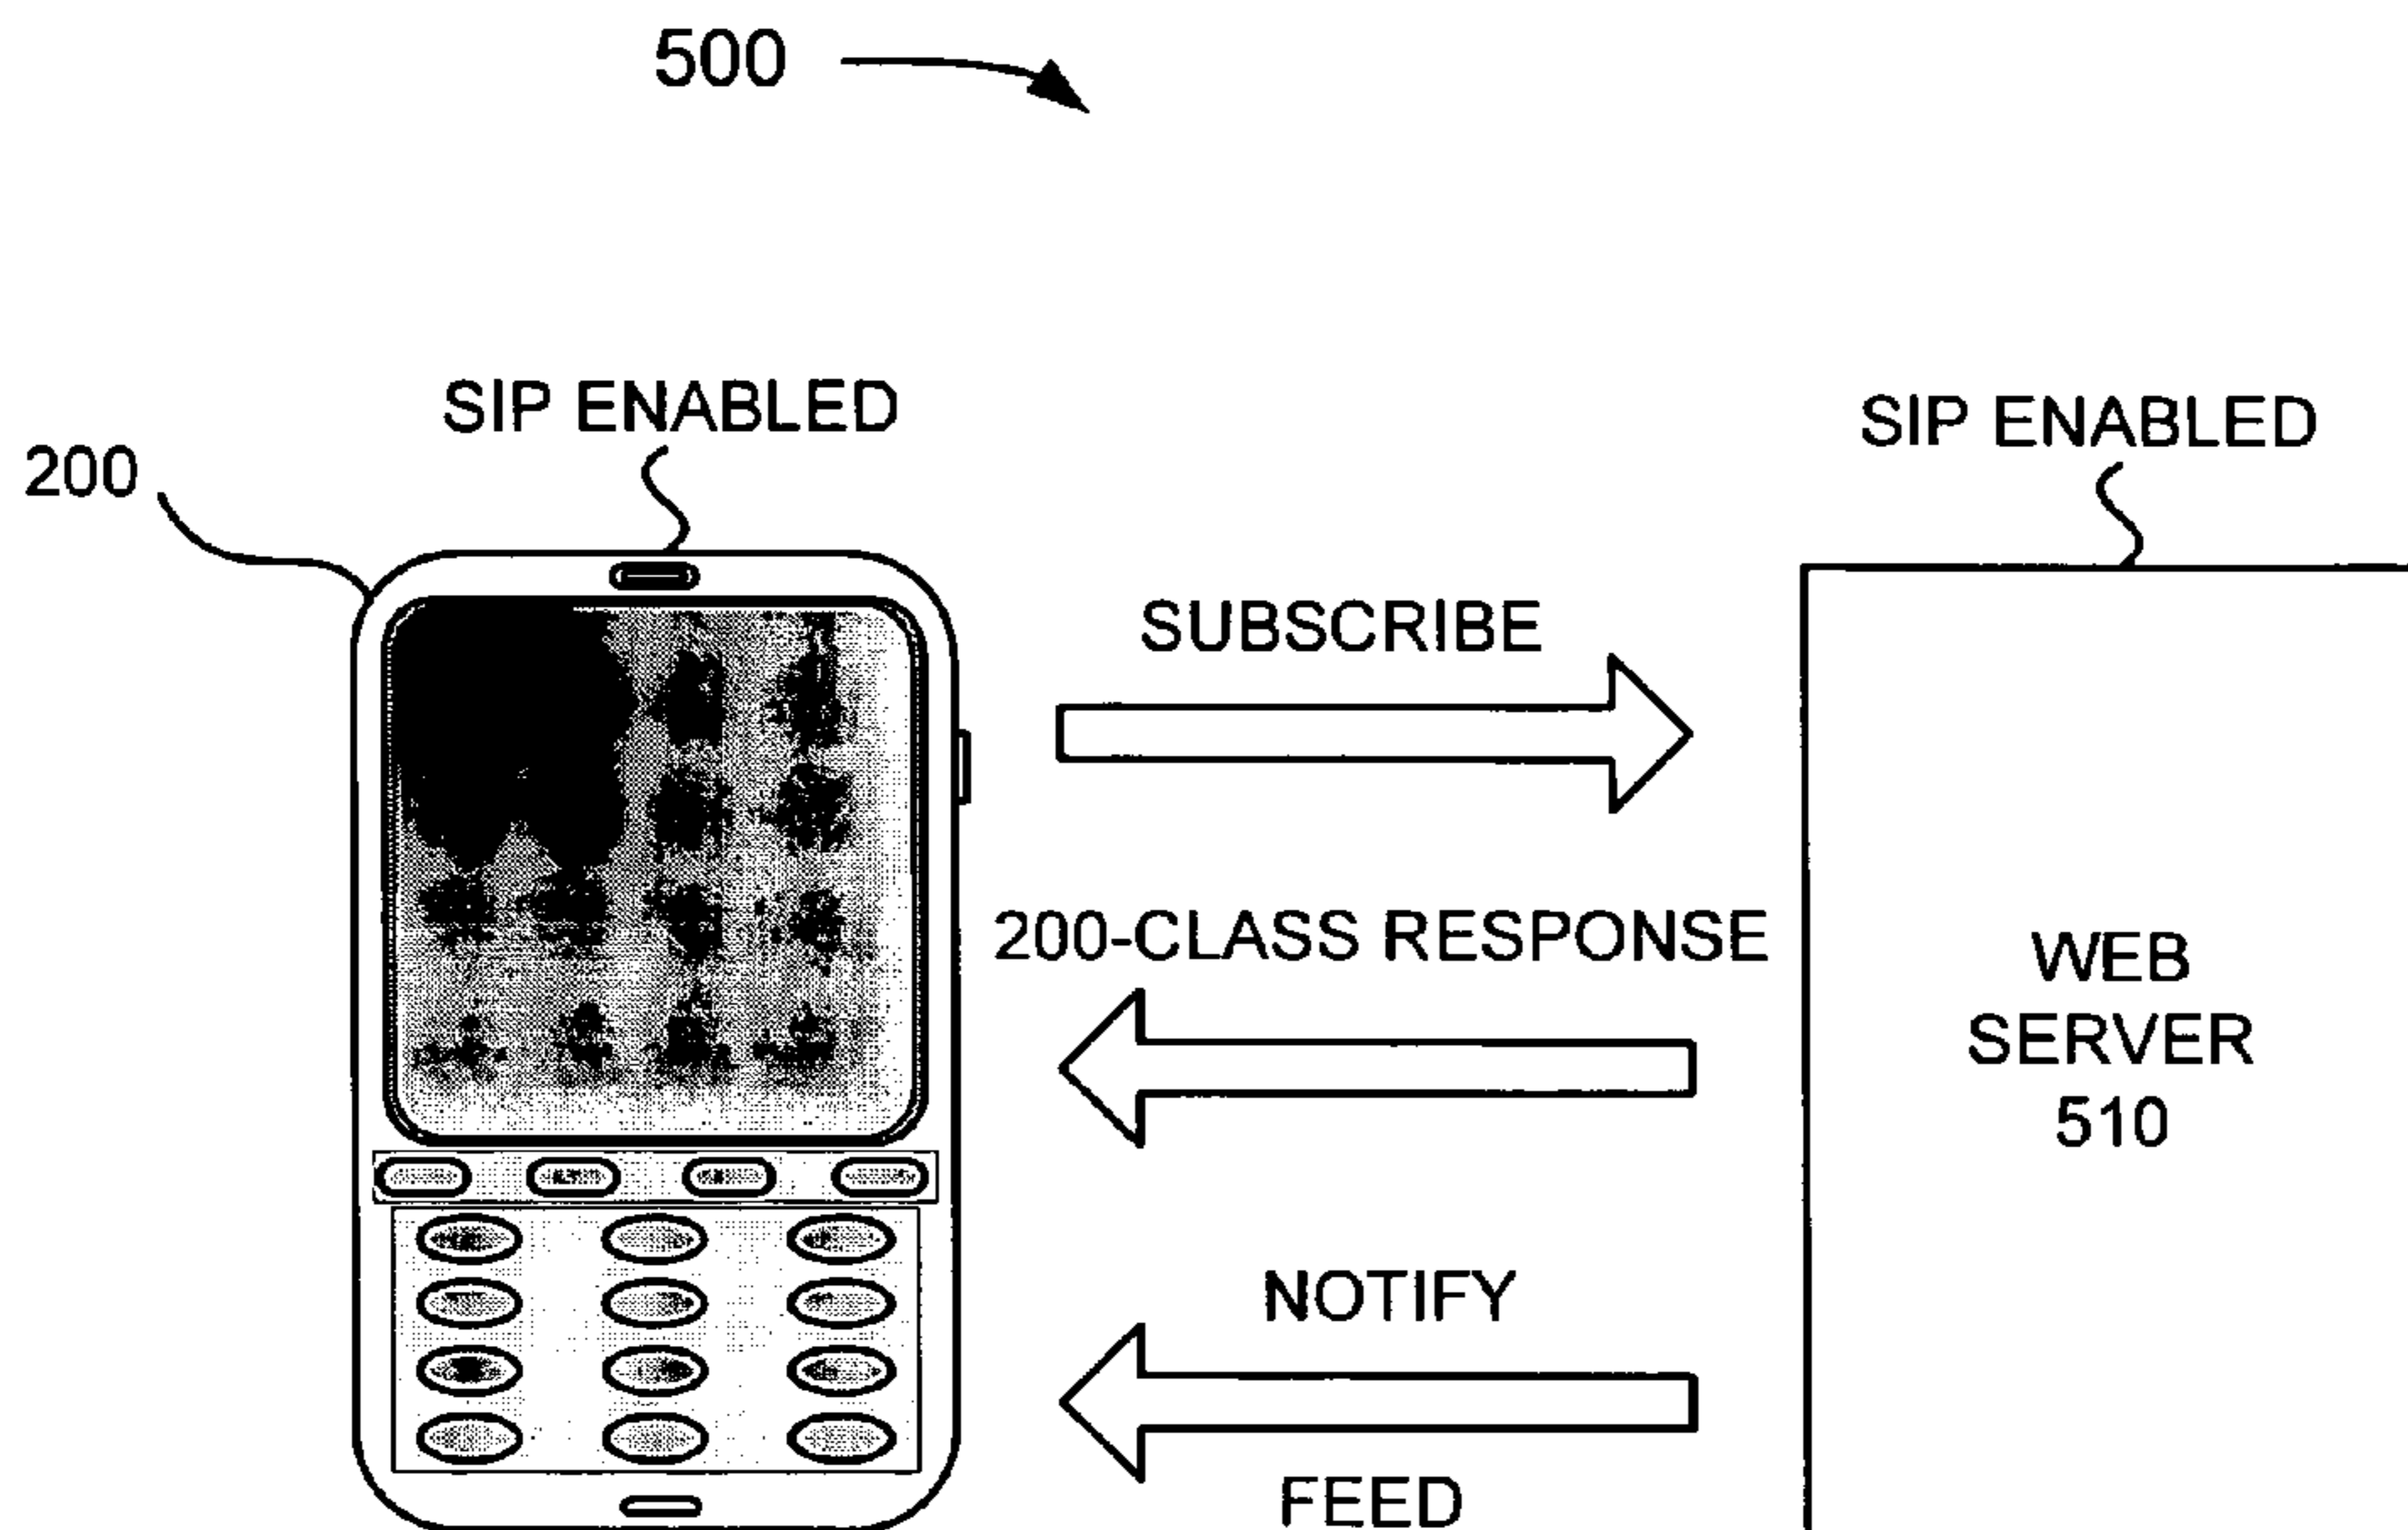 500
SIP ENABLED
SIP ENABLED
200
SUBSCRIBE
200-CLASS RESPONSE
WEB
SERVER
510
NOTIFY
FEED